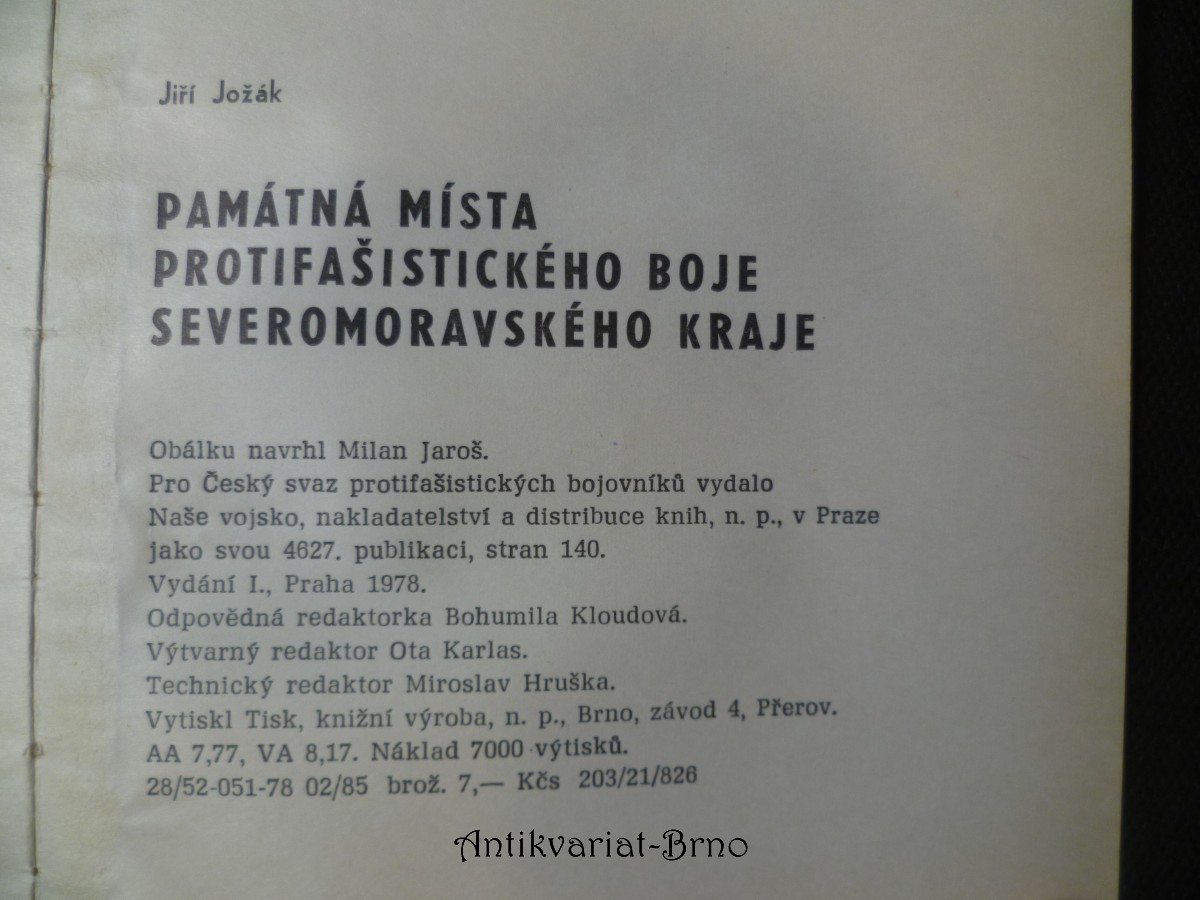 Jiří Jožák
PAMÁTNÁ MÍSTA
PROTIFAŠISTICKÉHO BOJE
SEVEROMORAVSKÉHO KRAJE
Obálku navrhl Milan Jaroš.
Pro Český svaz protifašistických bojovníků vydalo
Naše vojsko, nakladatelství a distribuce knih, n. p., v Praze
jako svou 4627. publikaci, stran 140.
Vydání I., Praha 1978.
Odpovědná redaktorka Bohumila Kloudová.
Výtvarný redaktor Ota Karlas.
Technický redaktor Miroslav Hruška.
Vytiskl Tisk, knižní výroba, n. p., Brno, závod 4, Přerov.
AA 7,77, VA 8,17. Náklad 7000 výtisků.
28/52-051-78 02/85 brož. 7,— Kčs 203/21/826
Antikvariat-Brno